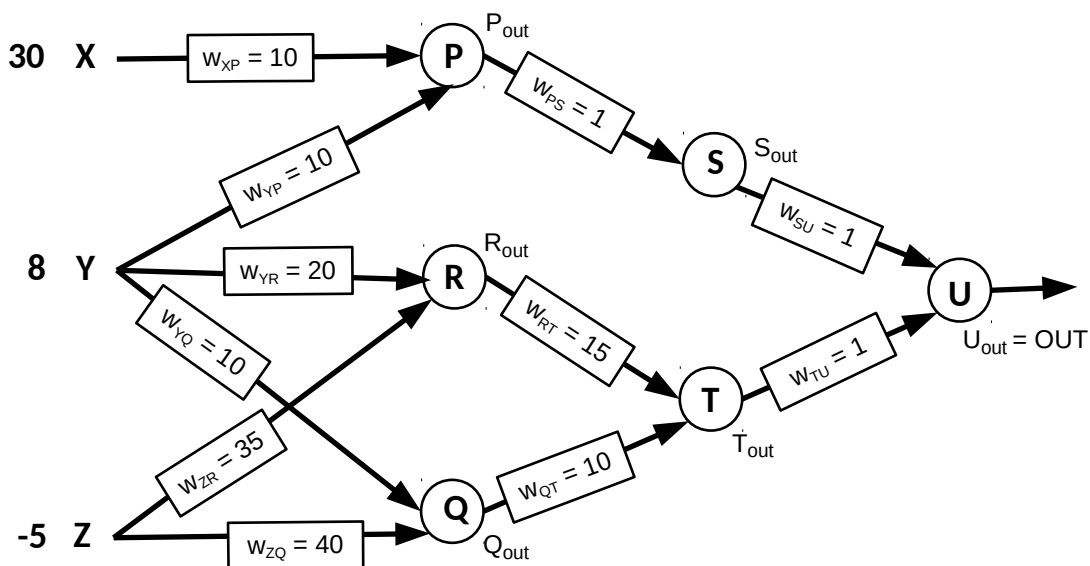 30 X
w_XP = 10
P
P_out
w_PS = 1
S
S_out
w_YP = 10
w_SU = 1
8 Y
w_YR = 20
R
R_out
U
U_out = OUT
w_YQ = 10
w_RT = 15
w_TU = 1
T
T_out
w_ZR = 35
w_QT = 10
-5 Z
w_ZQ = 40
Q
Q_out